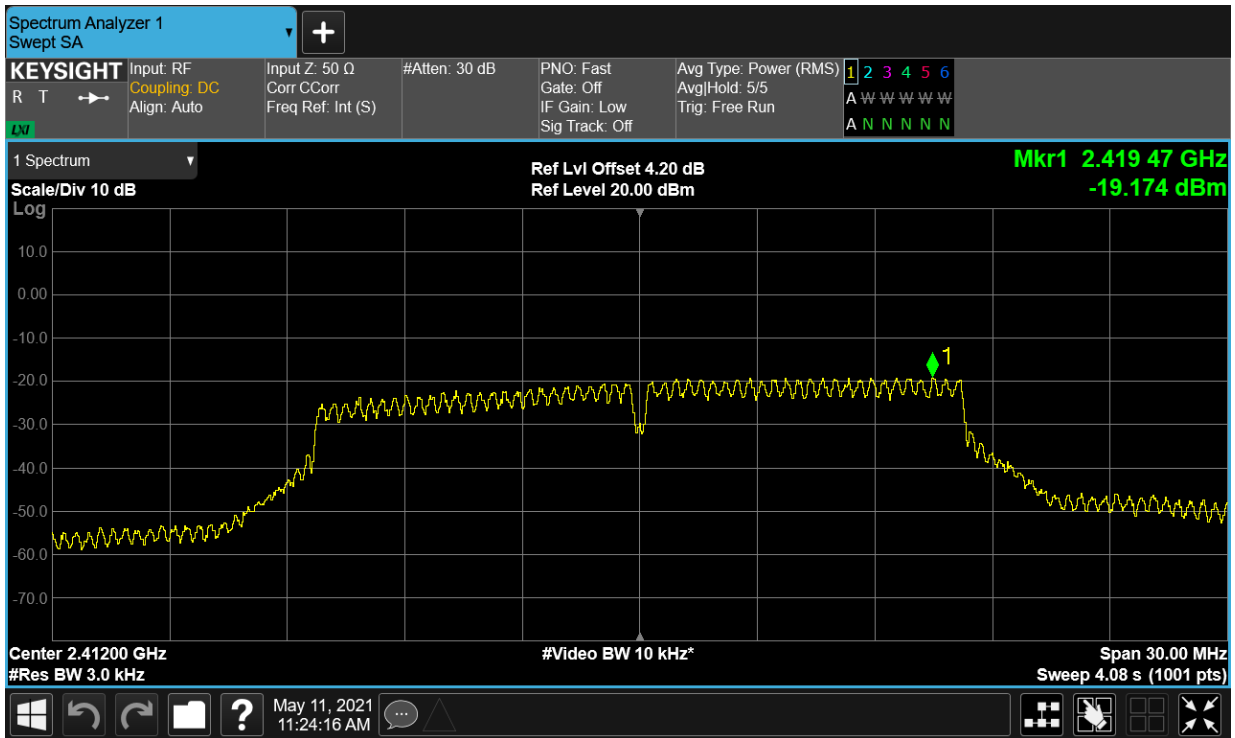 Spectrum Analyzer 1
Swept SA
+
KEYSIGHT
R T
LXI
Input: RF
Coupling: DC
Align: Auto
Input Z: 50 Ω
Corr CCorr
Freq Ref: Int (S)
#Atten: 30 dB
PNO: Fast
Gate: Off
IF Gain: Low
Sig Track: Off
Avg Type: Power (RMS)
Avg|Hold: 5/5
Trig: Free Run
1 2 3 4 5 6
A W W W W W
A N N N N N
1 Spectrum
Scale/Div 10 dB
Log
Ref Lvl Offset 4.20 dB
Ref Level 20.00 dBm
Mkr1 2.419 47 GHz
-19.174 dBm
10.0
0.00
-10.0
-20.0
-30.0
-40.0
-50.0
-60.0
-70.0
1
Center 2.41200 GHz
#Res BW 3.0 kHz
#Video BW 10 kHz*
Span 30.00 MHz
Sweep 4.08 s (1001 pts)
?
May 11, 2021
11:24:16 AM